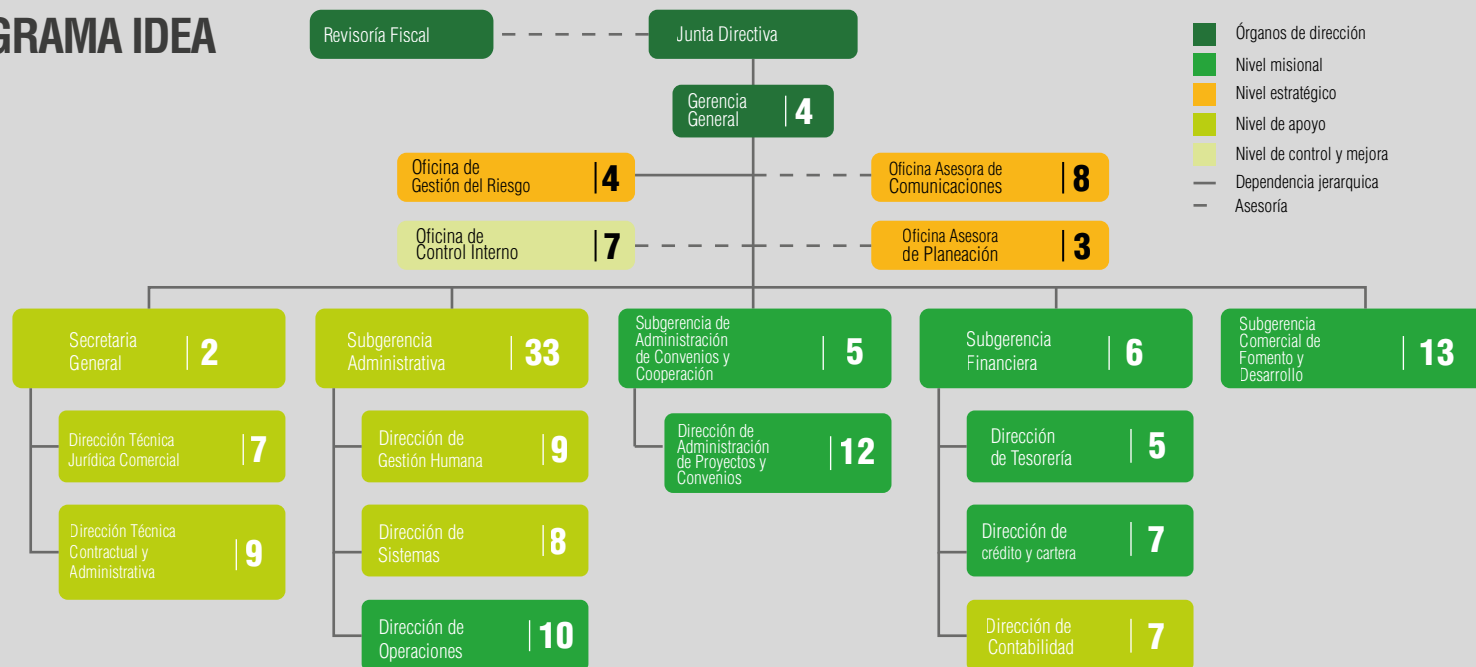 GRAMA IDEA
Revisoría Fiscal
Junta Directiva
Gerencia
General
4
Oficina de
Gestión del Riesgo
4
Oficina Asesora de
Comunicaciones
8
Oficina de
Control Interno
7
Oficina Asesora
de Planeación
3
Órganos de dirección
Nivel misional
Nivel estratégico
Nivel de apoyo
Nivel de control y mejora
Dependencia jerarquica
Asesoría
Secretaria
General
2
Dirección Técnica
Jurídica Comercial
7
Dirección Técnica
Contractual y
Administrativa
9
Subgerencia
Administrativa
33
Dirección de
Gestión Humana
9
Dirección de
Sistemas
8
Dirección de
Operaciones
10
Subgerencia de
Administración
de Convenios y
Cooperación
5
Dirección de
Administración
de Proyectos y
Convenios
12
Subgerencia
Financiera
6
Dirección
de Tesorería
5
Dirección de
crédito y cartera
7
Dirección de
Contabilidad
7
Subgerencia
Comercial de
Fomento y
Desarrollo
13